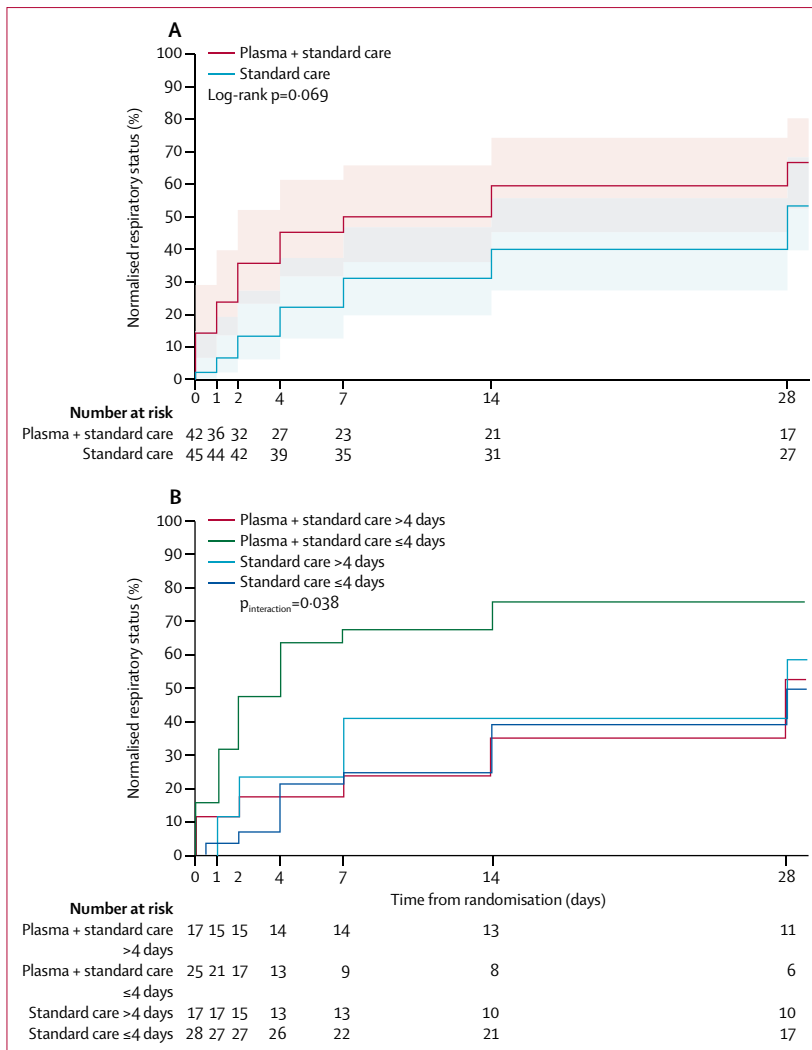 A
Plasma + standard care
Standard care
Log-rank p=0·069
100
90
80
70
60
50
40
30
20
10
0
Normalised respiratory status (%)
0 1 2 4 7 14 28
Number at risk
Plasma + standard care 42 36 32 27 23 21 17
Standard care 45 44 42 39 35 31 27
B
Plasma + standard care >4 days
Plasma + standard care ≤4 days
Standard care >4 days
Standard care ≤4 days
pinteraction=0·038
100
90
80
70
60
50
40
30
20
10
0
Normalised respiratory status (%)
0 1 2 4 7 14 28
Time from randomisation (days)
Number at risk
Plasma + standard care 17 15 15 14 14 13 11
>4 days
Plasma + standard care 25 21 17 13 9 8 6
≤4 days
Standard care >4 days 17 17 15 13 13 10 10
Standard care ≤4 days 28 27 27 26 22 21 17